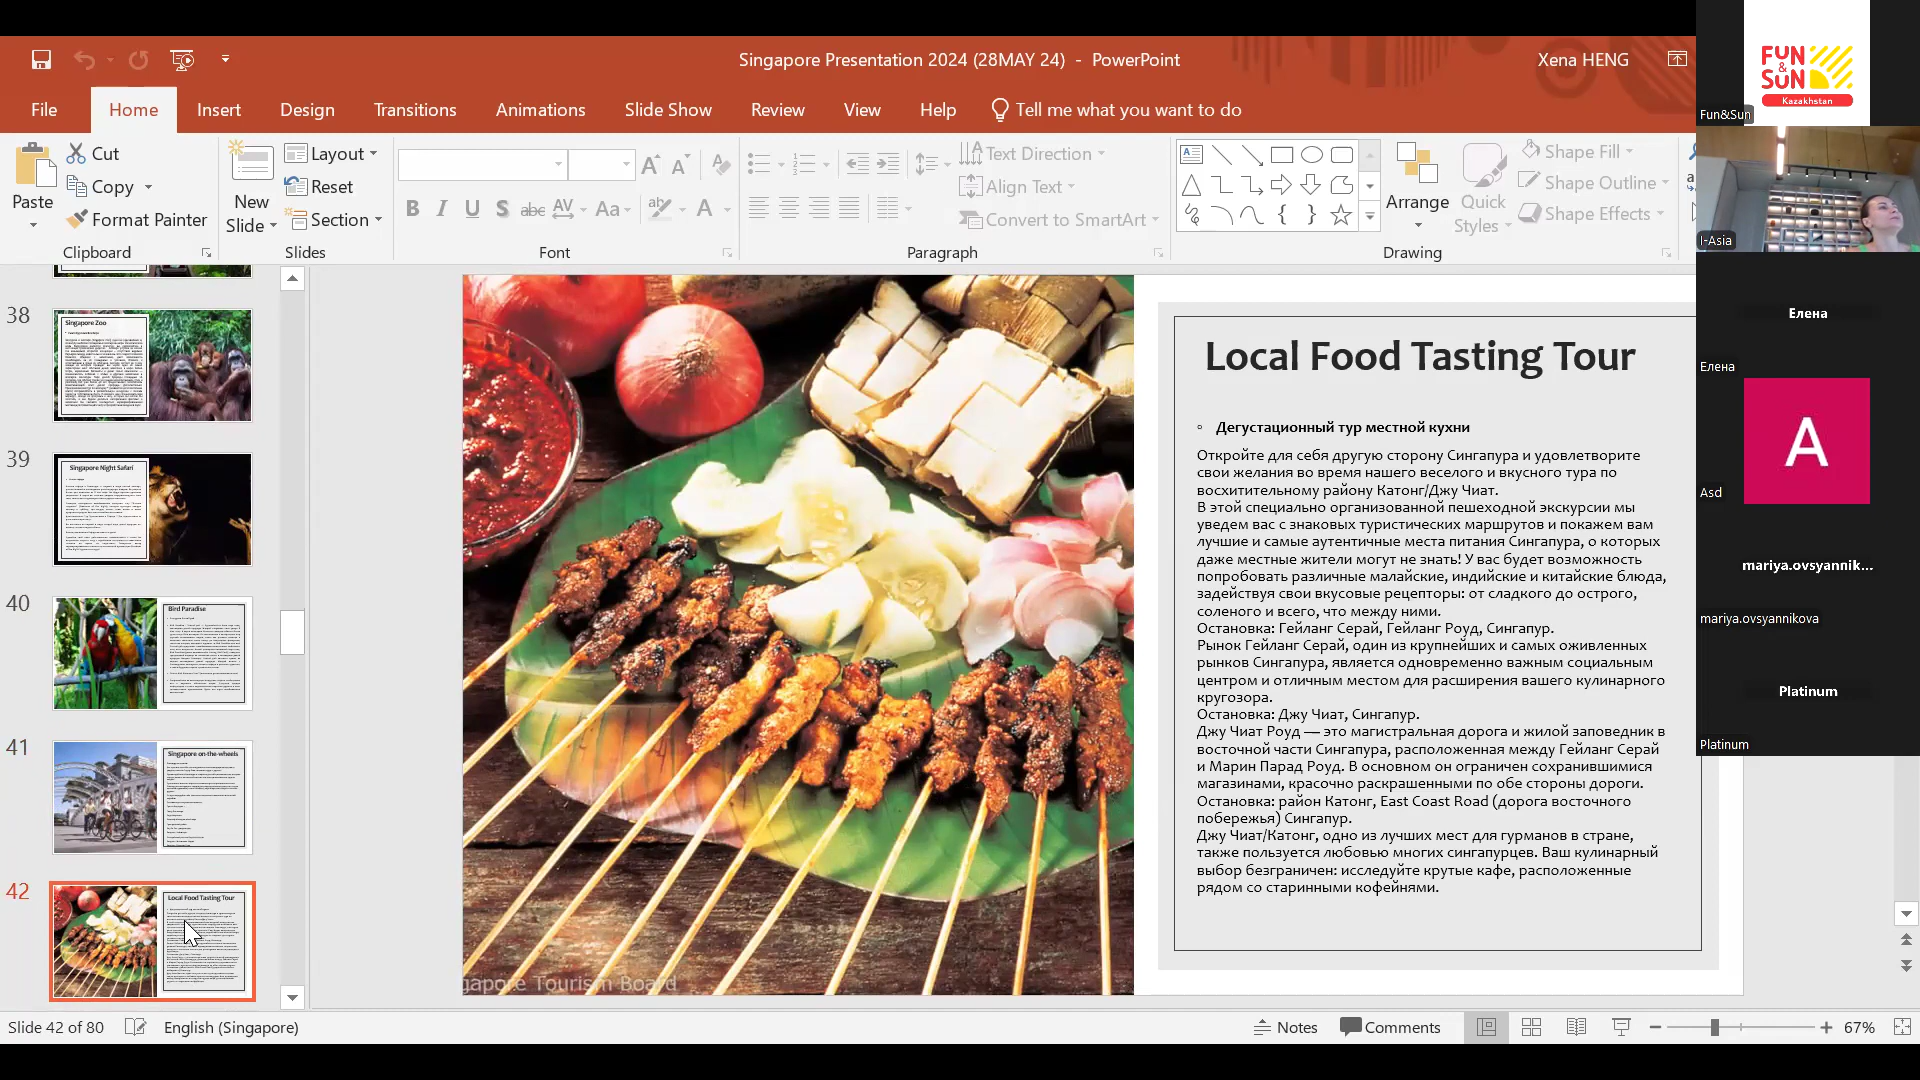 Singapore Presentation 2024 (28MAY 24) - PowerPoint
Xena HENG
File Home Insert Design Transitions Animations Slide Show Review View Help Tell me what you want to do
Paste
Cut
Copy
Format Painter
Clipboard
New Slide
Layout
Reset
Section
Slides
Font
Text Direction
Align Text
Convert to SmartArt
Paragraph
Arrange
Quick Styles
Shape Fill
Shape Outline
Shape Effects
Drawing
38
Singapore Zoo
39
Singapore Night Safari
40
Bird Paradise
41
Singapore on-the-wheels
42
Local Food Tasting Tour
gapore Tourism Board
Local Food Tasting Tour
Дегустационный тур местной кухни
Откройте для себя другую сторону Сингапура и удовлетворите
свои желания во время нашего веселого и вкусного тура по
восхитительному району Катонг/Джу Чиат.
В этой специально организованной пешеходной экскурсии мы
уведем вас с знаковых туристических маршрутов и покажем вам
лучшие и самые аутентичные места питания Сингапура, о которых
даже местные жители могут не знать! У вас будет возможность
попробовать различные малайские, индийские и китайские блюда,
задействуя свои вкусовые рецепторы: от сладкого до острого,
соленого и всего, что между ними.
Остановка: Гейланг Серай, Гейланг Роуд, Сингапур.
Рынок Гейланг Серай, один из крупнейших и самых оживленных
рынков Сингапура, является одновременно важным социальным
центром и отличным местом для расширения вашего кулинарного
кругозора.
Остановка: Джу Чиат, Сингапур.
Джу Чиат Роуд — это магистральная дорога и жилой заповедник в
восточной части Сингапура, расположенная между Гейланг Серай
и Марин Парад Роуд. В основном он ограничен сохранившимися
магазинами, красочно раскрашенными по обе стороны дороги.
Остановка: район Катонг, East Coast Road (дорога восточного
побережья) Сингапур.
Джу Чиат/Катонг, одно из лучших мест для гурманов в стране,
также пользуется любовью многих сингапурцев. Ваш кулинарный
выбор безграничен: исследуйте крутые кафе, расположенные
рядом со старинными кофейнями.
FUN & SUN
Kazakhstan
Fun&Sun
I-Asia
Елена
Елена
A
Asd
mariya.ovsyannik...
mariya.ovsyannikova
Platinum
Platinum
Slide 42 of 80
English (Singapore)
Notes
Comments
67%